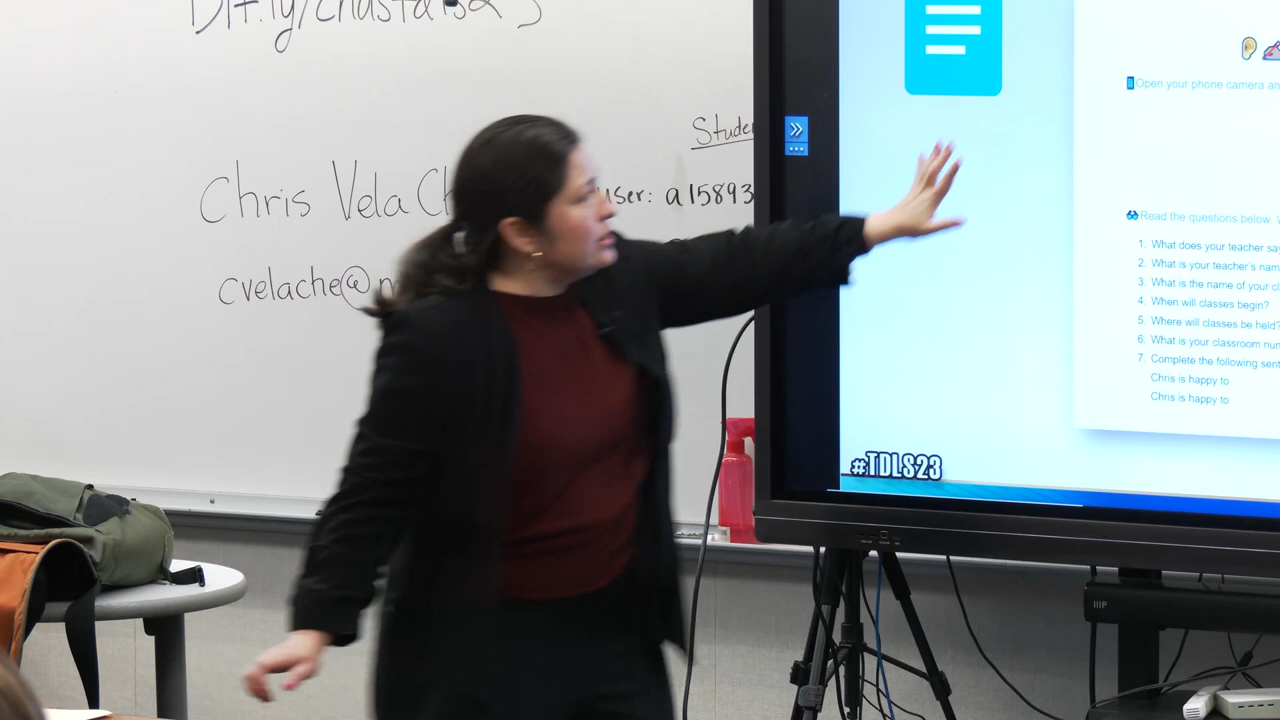 Chris Vela Ch
cvelache@
Studen
user: a15893
Open your phone camera an
Read the questions below.
1. What does your teacher say
2. What is your teacher's nam
3. What is the name of your cl
4. When will classes begin?
5. Where will classes be held?
6. What is your classroom num
7. Complete the following sent
Chris is happy to
Chris is happy to
#TDLS23